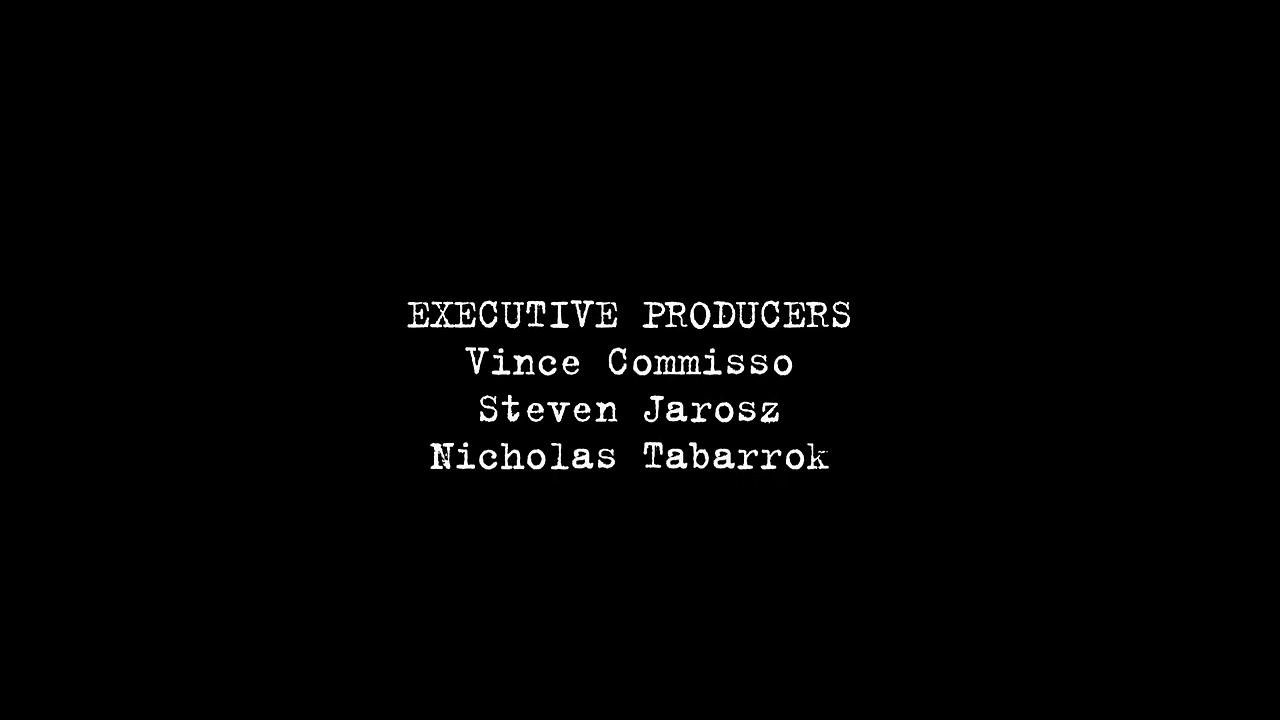 EXECUTIVE PRODUCERS
Vince Commisso
Steven Jarosz
Nicholas Tabarrok